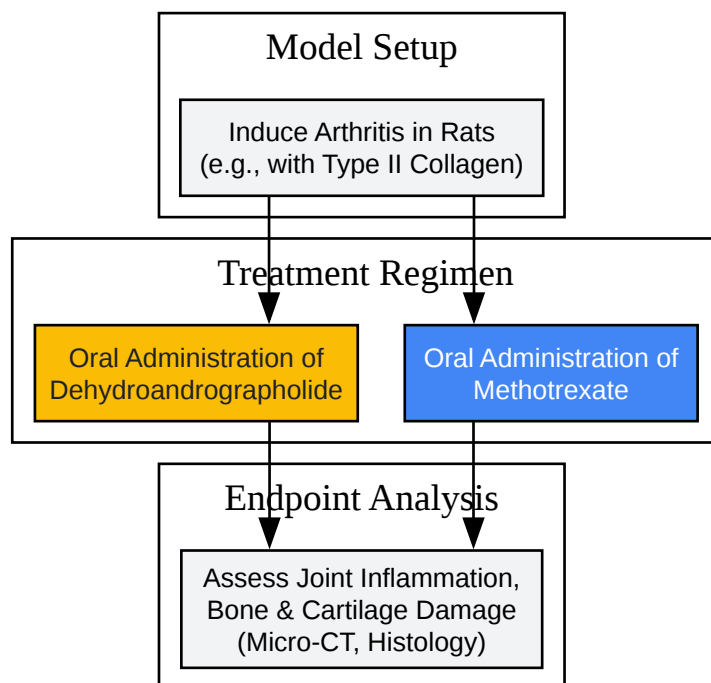 Model Setup
Induce Arthritis in Rats
(e.g., with Type II Collagen)
Treatment Regimen
Oral Administration of
Dehydroandrographolide
Oral Administration of
Methotrexate
Endpoint Analysis
Assess Joint Inflammation,
Bone & Cartilage Damage
(Micro-CT, Histology)